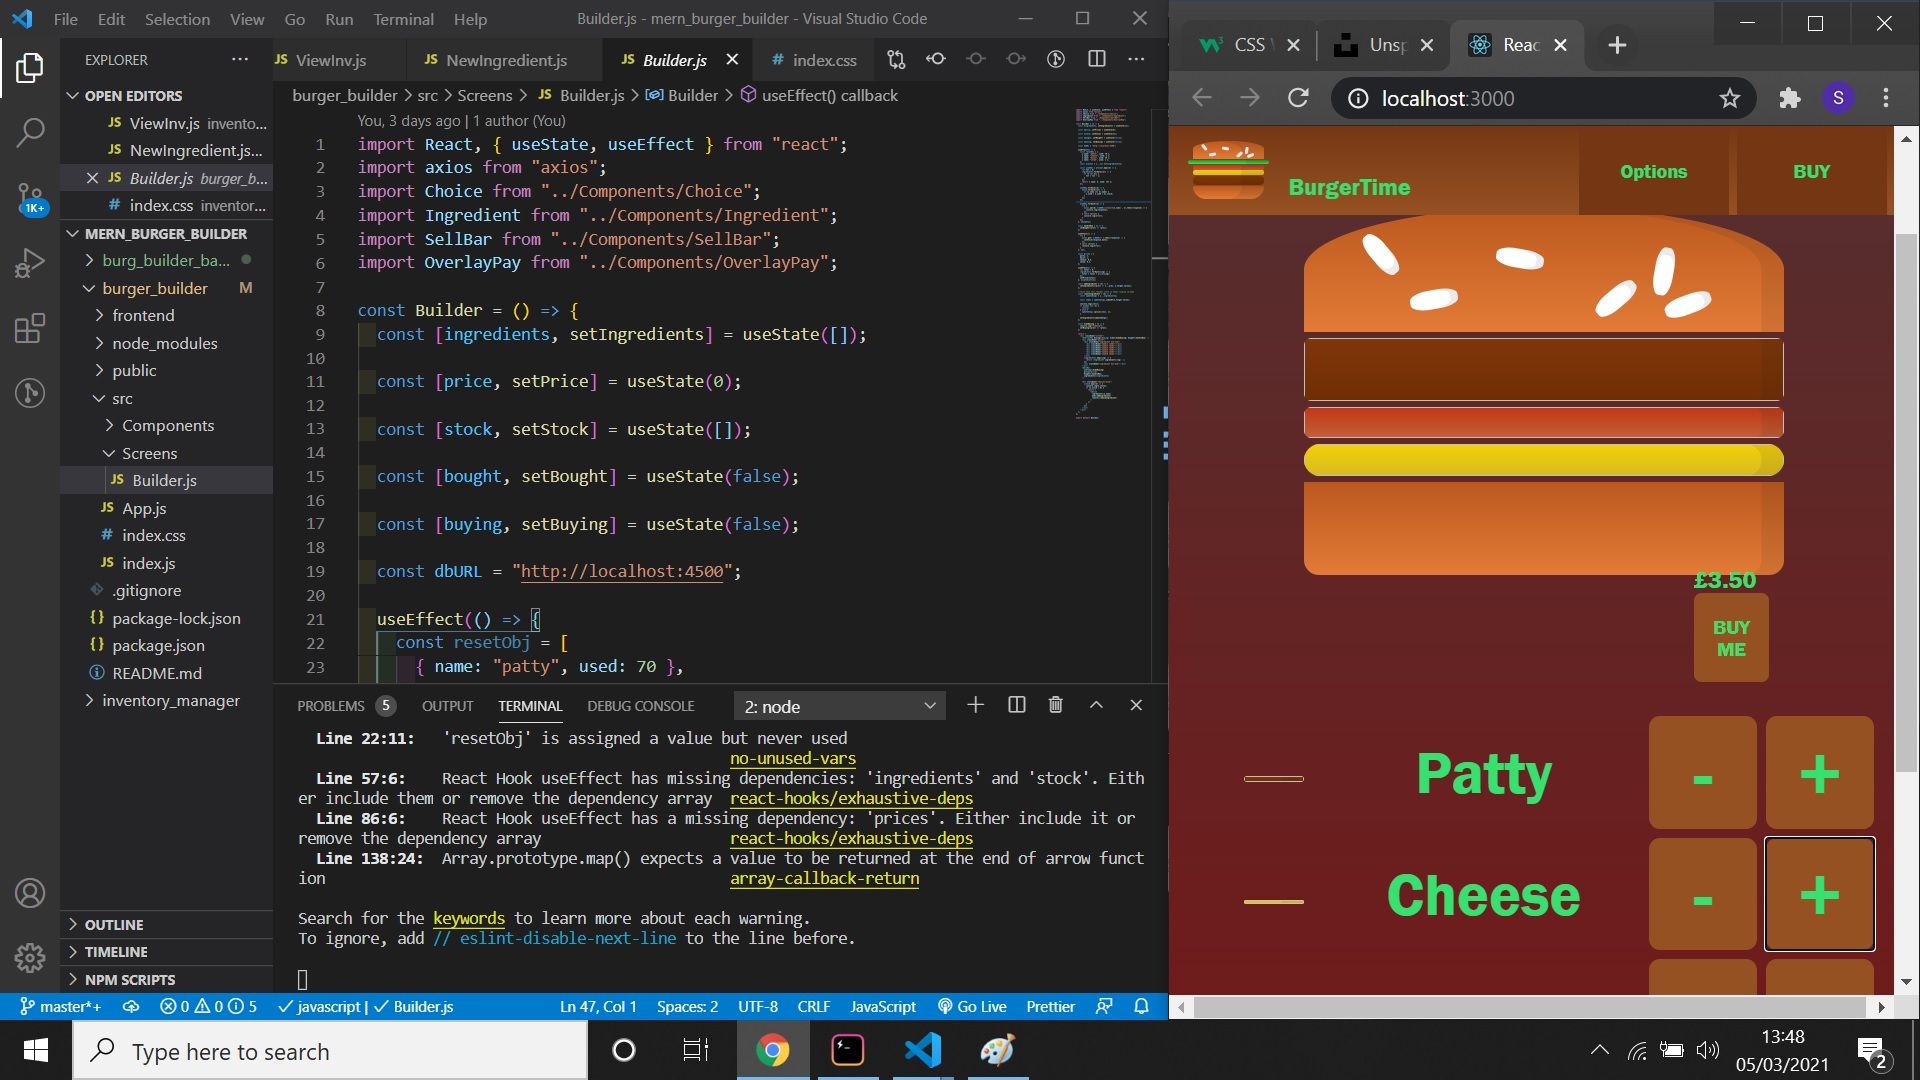 File Edit Selection View Go Run Terminal Help
Builder.js - mern_burger_builder - Visual Studio Code
EXPLORER
OPEN EDITORS
JS ViewInv.js invento...
JS NewIngredient.js...
JS Builder.js burger_b...
# index.css inventor...
MERN_BURGER_BUILDER
burg_builder_ba...
burger_builder M
frontend
node_modules
public
src
Components
Screens
JS Builder.js
JS App.js
# index.css
JS index.js
.gitignore
{} package-lock.json
{} package.json
README.md
inventory_manager
OUTLINE
TIMELINE
NPM SCRIPTS
1K+
JS ViewInv.js JS NewIngredient.js JS Builder.js # index.css
burger_builder > src > Screens > JS Builder.js > Builder > useEffect() callback
You, 3 days ago | 1 author (You)
1 import React, { useState, useEffect } from "react";
2 import axios from "axios";
3 import Choice from "../Components/Choice";
4 import Ingredient from "../Components/Ingredient";
5 import SellBar from "../Components/SellBar";
6 import OverlayPay from "../Components/OverlayPay";
7
8 const Builder = () => {
9 const [ingredients, setIngredients] = useState([]);
10
11 const [price, setPrice] = useState(0);
12
13 const [stock, setStock] = useState([]);
14
15 const [bought, setBought] = useState(false);
16
17 const [buying, setBuying] = useState(false);
18
19 const dbURL = "http://localhost:4500";
20
21 useEffect(() => {
22 const resetObj = [
23 { name: "patty", used: 70 },
PROBLEMS 5 OUTPUT TERMINAL DEBUG CONSOLE 2: node
Line 22:11: 'resetObj' is assigned a value but never used
no-unused-vars
Line 57:6: React Hook useEffect has missing dependencies: 'ingredients' and 'stock'. Eith
er include them or remove the dependency array react-hooks/exhaustive-deps
Line 86:6: React Hook useEffect has a missing dependency: 'prices'. Either include it or
remove the dependency array react-hooks/exhaustive-deps
Line 138:24: Array.prototype.map() expects a value to be returned at the end of arrow funct
ion array-callback-return
Search for the keywords to learn more about each warning.
To ignore, add // eslint-disable-next-line to the line before.
master*+ 0 0 5 javascript | Builder.js Ln 47, Col 1 Spaces: 2 UTF-8 CRLF JavaScript Go Live Prettier
CSS Unsp Reac
localhost:3000
S
BurgerTime
Options
BUY
£3.50
BUY
ME
Patty - +
Cheese - +
Type here to search
13:48
05/03/2021
2